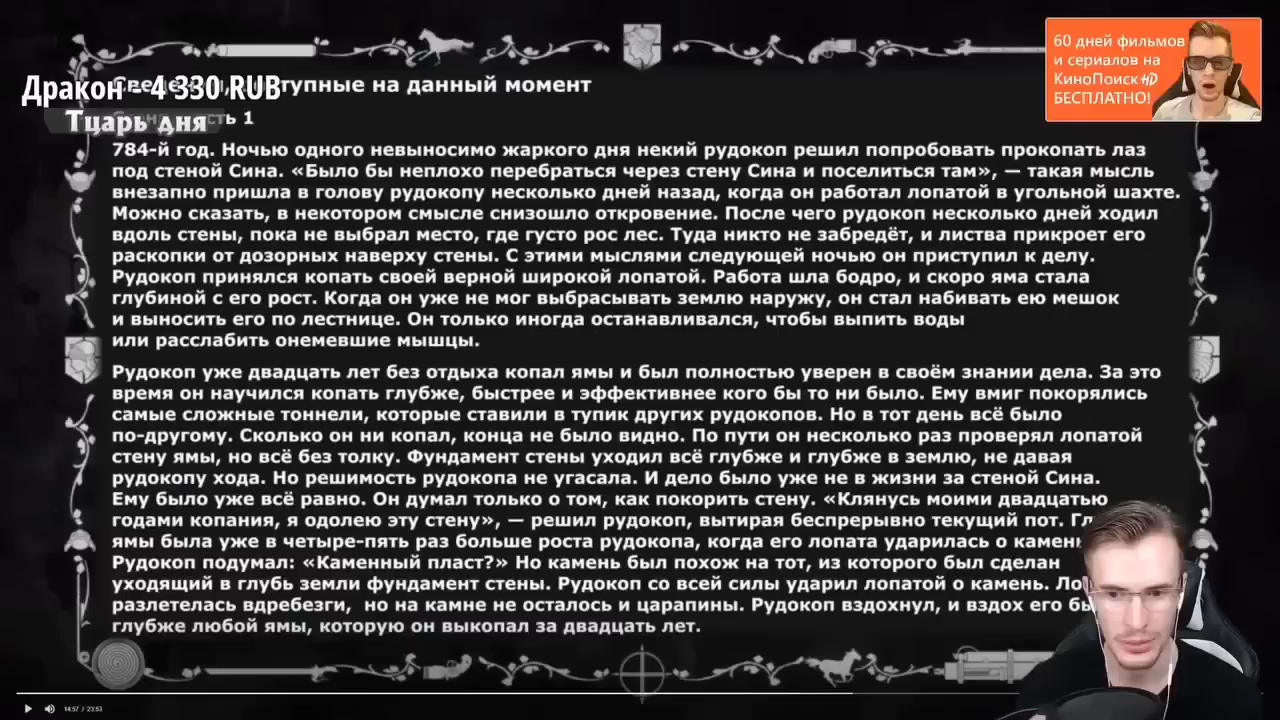 Дракон - 4 330 RUB
Тцарь дня
60 дней фильмов
и сериалов на
КиноПоиск HD
БЕСПЛАТНО!
на данный момент
1
784-й год. Ночью одного невыносимо жаркого дня некий рудокоп решил попробовать прокопать лаз
под стеной Сина. «Было бы неплохо перебраться через стену Сина и поселиться там», — такая мысль
внезапно пришла в голову рудокопу несколько дней назад, когда он работал лопатой в угольной шахте.
Можно сказать, в некотором смысле снизошло откровение. После чего рудокоп несколько дней ходил
вдоль стены, пока не выбрал место, где густо рос лес. Туда никто не забредёт, и листва прикроет его
раскопки от дозорных наверху стены. С этими мыслями следующей ночью он приступил к делу.
Рудокоп принялся копать своей верной широкой лопатой. Работа шла бодро, и скоро яма стала
глубиной с его рост. Когда он уже не мог выбрасывать землю наружу, он стал набивать ею мешок
и выносить его по лестнице. Он только иногда останавливался, чтобы выпить воды
или расслабить онемевшие мышцы.
Рудокоп уже двадцать лет без отдыха копал ямы и был полностью уверен в своём знании дела. За это
время он научился копать глубже, быстрее и эффективнее кого бы то ни было. Ему вмиг покорялись
самые сложные тоннели, которые ставили в тупик других рудокопов. Но в тот день всё было
по-другому. Сколько он ни копал, конца не было видно. По пути он несколько раз проверял лопатой
стену ямы, но всё без толку. Фундамент стены уходил всё глубже и глубже в землю, не давая
рудокопу хода. Но решимость рудокопа не угасала. И дело было уже не в жизни за стеной Сина.
Ему было уже всё равно. Он думал только о том, как покорить стену. «Клянусь моими двадцатью
годами копания, я одолею эту стену», — решил рудокоп, вытирая беспрерывно текущий пот.
ямы была уже в четыре-пять раз больше роста рудокопа, когда его лопата ударилась о
Рудокоп подумал: «Каменный пласт?» Но камень был похож на тот, из которого был сделан
уходящий в глубь земли фундамент стены. Рудокоп со всей силы ударил лопатой о камень.
разлетелась вдребезги, но на камне не осталось и царапины. Рудокоп вздохнул, и вздох его
глубже любой ямы, которую он выкопал за двадцать лет.
14:57 / 23:53